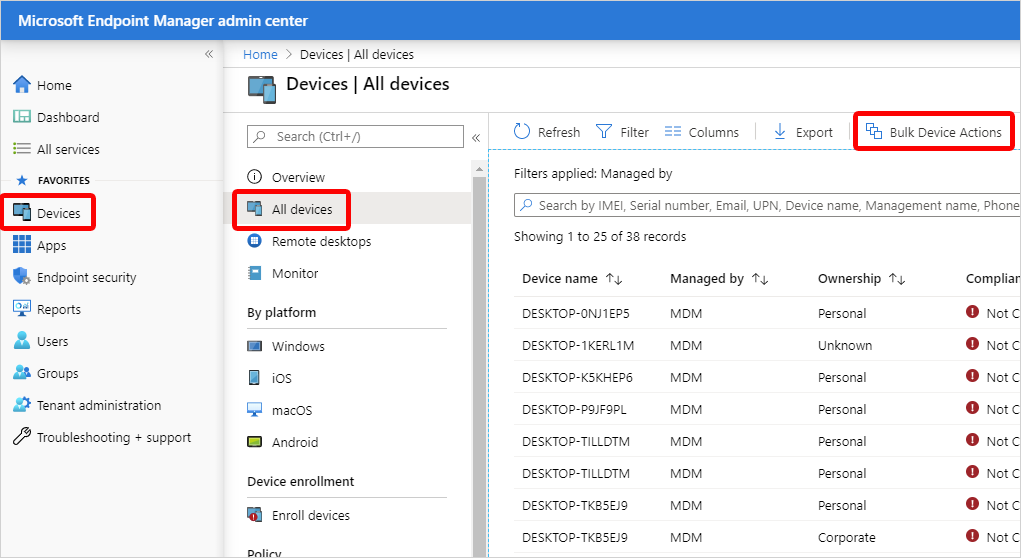 Microsoft Endpoint Manager admin center
«
Home
Dashboard
All services
FAVORITES
Devices
Apps
Endpoint security
Reports
Users
Groups
Tenant administration
Troubleshooting + support
Home > Devices | All devices
Devices | All devices
Search (Ctrl+/)
«
Overview
All devices
Remote desktops
Monitor
By platform
Windows
iOS
macOS
Android
Device enrollment
Enroll devices
Policy
Refresh Filter Columns Export Bulk Device Actions
Filters applied: Managed by
Search by IMEI, Serial number, Email, UPN, Device name, Management name, Phone
Showing 1 to 25 of 38 records
Device name ↑↓ Managed by ↑↓ Ownership ↑↓ Complian
DESKTOP-0NJ1EP5 MDM Personal Not C
DESKTOP-1KERL1M MDM Unknown Not C
DESKTOP-K5KHEP6 MDM Personal Not C
DESKTOP-P9JF9PL MDM Personal Not C
DESKTOP-TILLDTM MDM Personal Not C
DESKTOP-TILLDTM MDM Personal Not C
DESKTOP-TKB5EJ9 MDM Personal Not C
DESKTOP-TKB5EJ9 MDM Corporate Not C